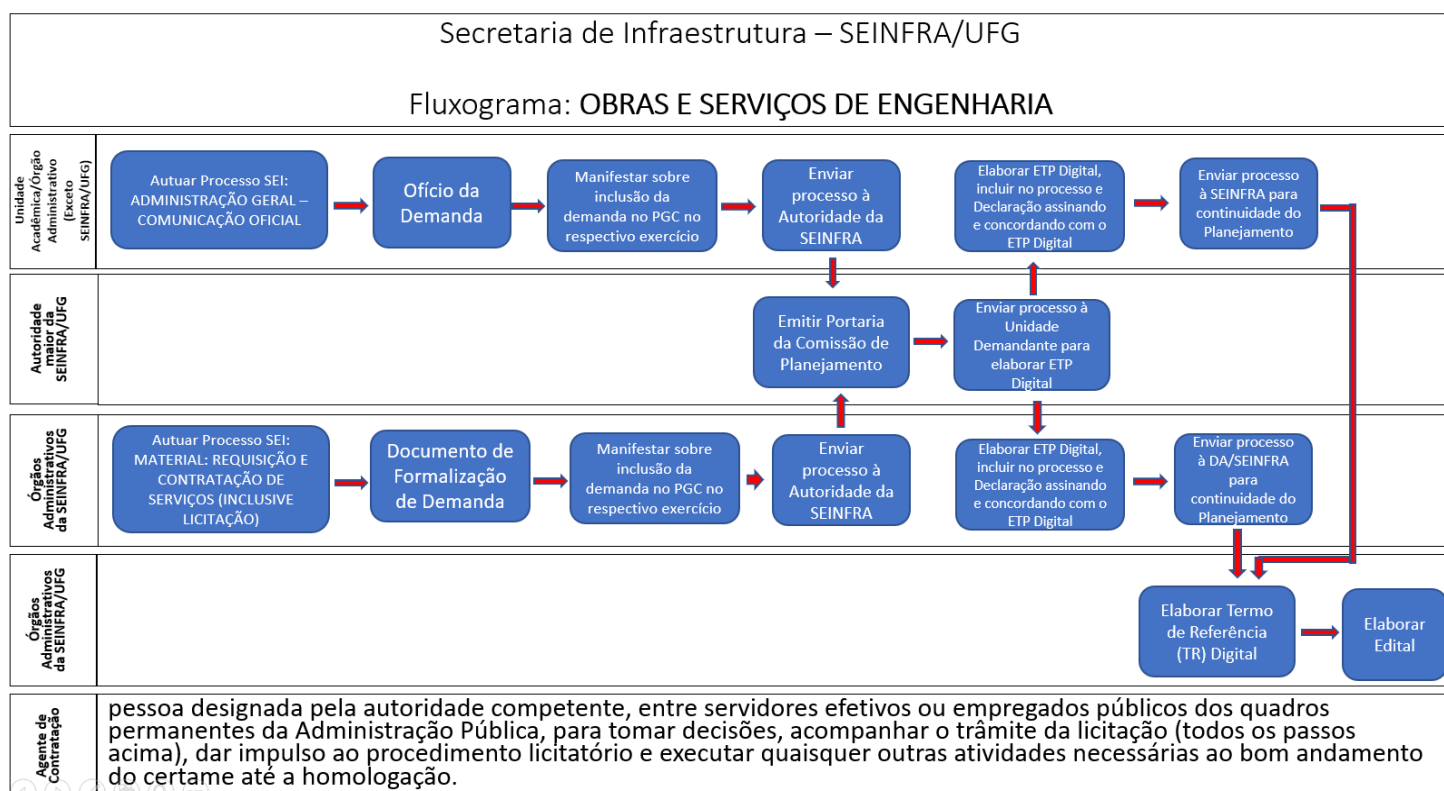 Secretaria de Infraestrutura – SEINFRA/UFG
Fluxograma: OBRAS E SERVIÇOS DE ENGENHARIA
Unidade
Acadêmica/Órgão
Administrativo
(Exceto
SEINFRA/UFG)
Autuar Processo SEI:
ADMINISTRAÇÃO GERAL –
COMUNICAÇÃO OFICIAL
Ofício da
Demanda
Manifestar sobre
inclusão da
demanda no PGC no
respectivo exercício
Enviar
processo à
Autoridade da
SEINFRA
Elaborar ETP Digital,
incluir no processo e
Declaração assinando
e concordando com o
ETP Digital
Enviar processo
à SEINFRA para
continuidade do
Planejamento
Autoridade
maior da
SEINFRA/UFG
Emitir Portaria
da Comissão de
Planejamento
Enviar processo à
Unidade
Demandante para
elaborar ETP
Digital
Órgãos
Administrativos
da SEINFRA/UFG
Autuar Processo SEI:
MATERIAL: REQUISIÇÃO E
CONTRATAÇÃO DE
SERVIÇOS (INCLUSIVE
LICITAÇÃO)
Documento de
Formalização
de Demanda
Manifestar sobre
inclusão da
demanda no PGC no
respectivo exercício
Enviar
processo à
Autoridade da
SEINFRA
Elaborar ETP Digital,
incluir no processo e
Declaração assinando
e concordando com o
ETP Digital
Enviar processo
à DA/SEINFRA
para
continuidade do
Planejamento
Órgãos
Administrativos
da SEINFRA/UFG
Elaborar Termo
de Referência
(TR) Digital
Elaborar
Edital
Agente de
Contratação
pessoa designada pela autoridade competente, entre servidores efetivos ou empregados públicos dos quadros
permanentes da Administração Pública, para tomar decisões, acompanhar o trâmite da licitação (todos os passos
acima), dar impulso ao procedimento licitatório e executar quaisquer outras atividades necessárias ao bom andamento
do certame até a homologação.